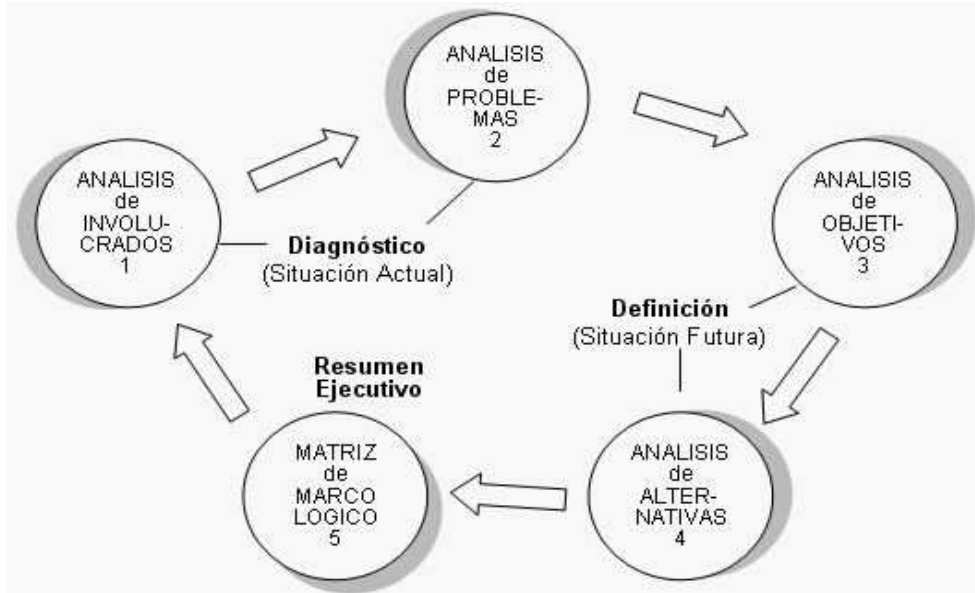 ANALISIS
de
PROBLE-
MAS
2
ANALISIS
de
INVOLU-
CRADOS
1
ANALISIS
de
OBJETI-
VOS
3
Diagnóstico
(Situación Actual)
Definición
(Situación Futura)
Resumen
Ejecutivo
MATRIZ
de
MARCO
LOGICO
5
ANALISIS
de
ALTER-
NATIVAS
4